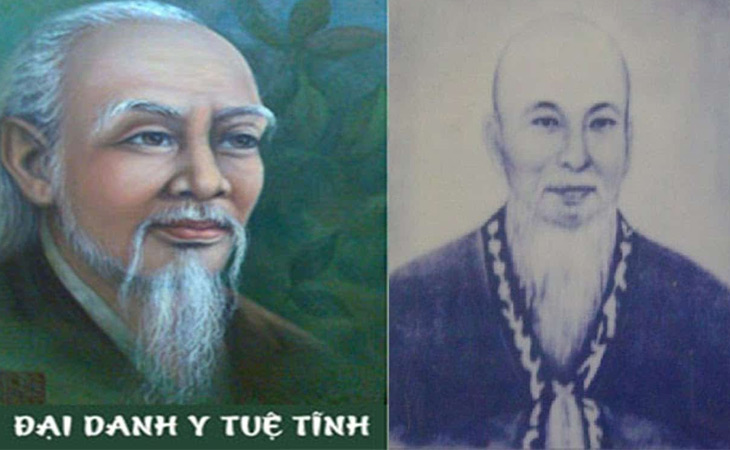 ĐẠI DANH Y TUỆ TĨNH